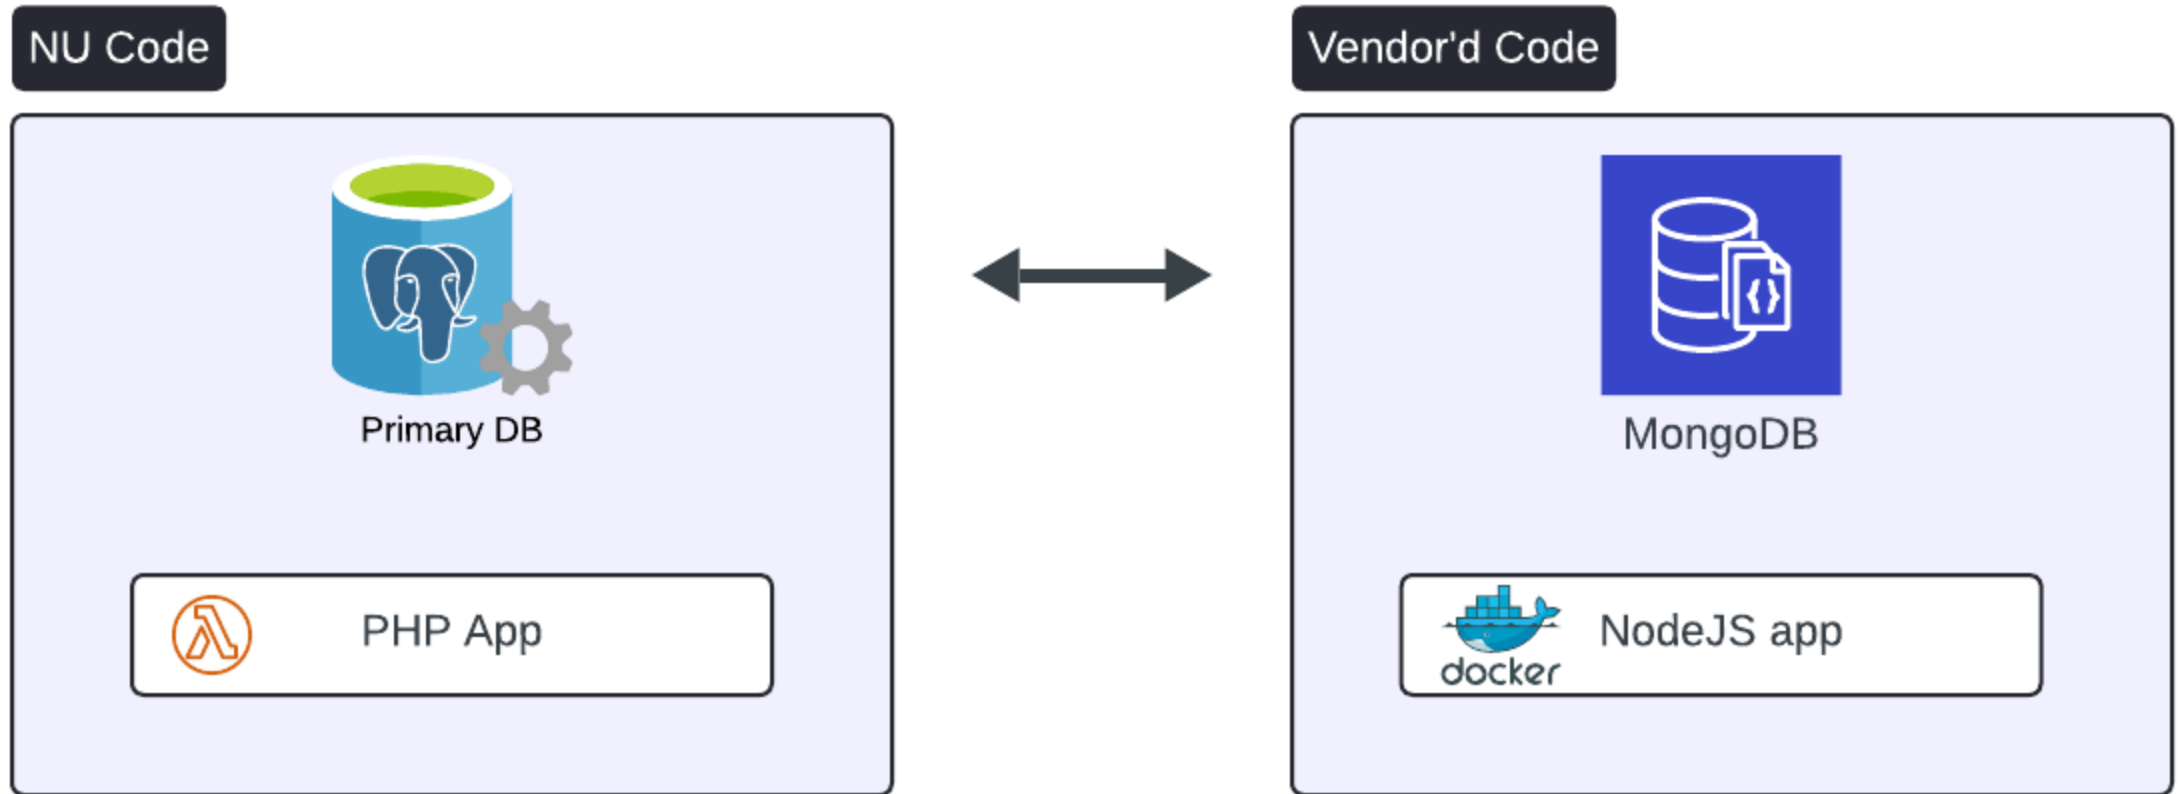 NU Code
Vendor'd Code
Primary DB
MongoDB
PHP App
docker
NodeJS app